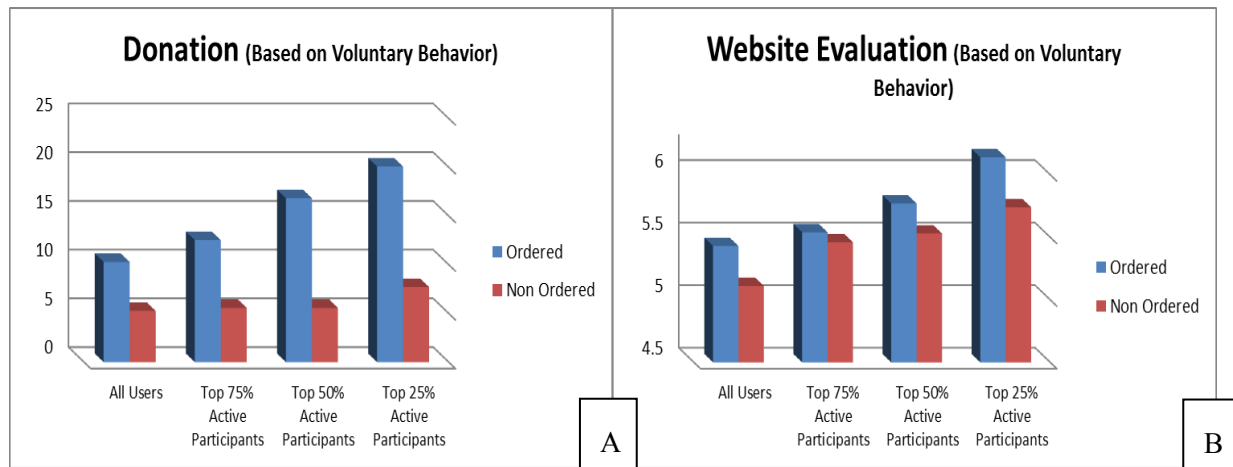 Donation (Based on Voluntary Behavior)
25
20
15
10
5
0
All Users
Top 75%
Active
Participants
Top 50%
Active
Participants
Top 25%
Active
Participants
Ordered
Non Ordered
A
Website Evaluation (Based on Voluntary
Behavior)
6
5.5
5
4.5
All Users
Top 75%
Active
Participants
Top 50%
Active
Participants
Top 25%
Active
Participants
Ordered
Non Ordered
B